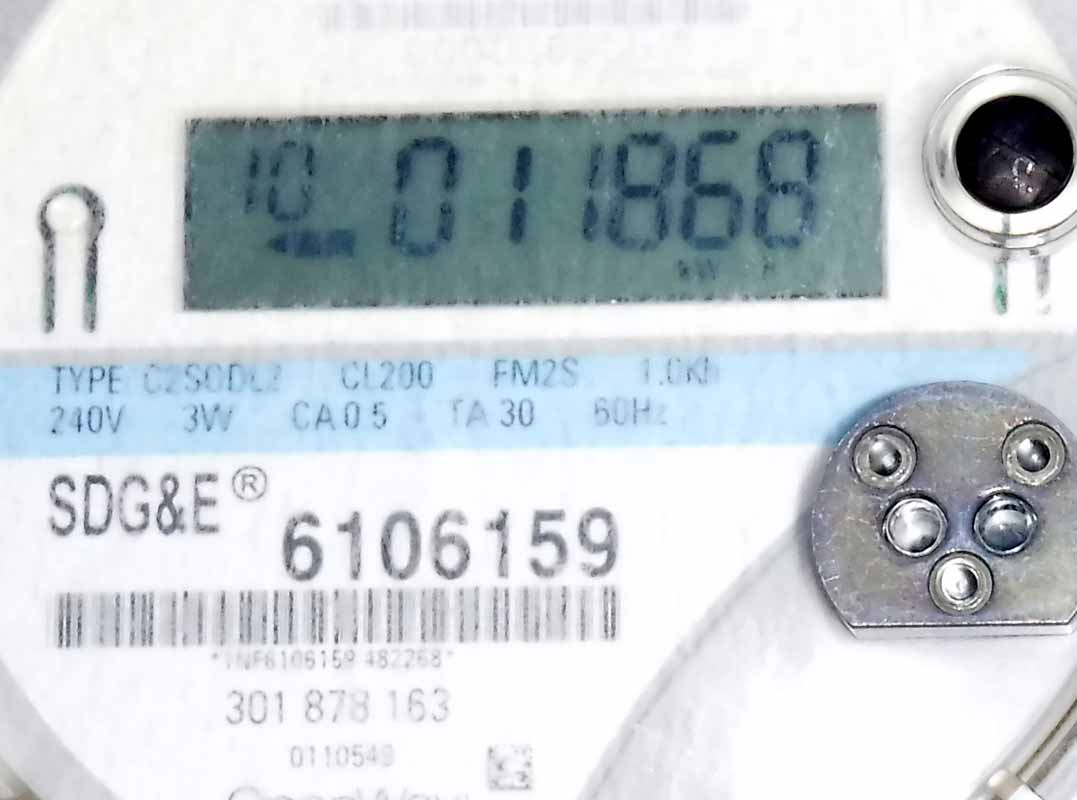 10 011868
kW h
TYPE C2SODL2 CL200 FM2S 1.0Kh
240V 3W CA 0.5 TA 30 60Hz
SDG&E® 6106159
*INF6106159 482268*
301 878 163
0110549